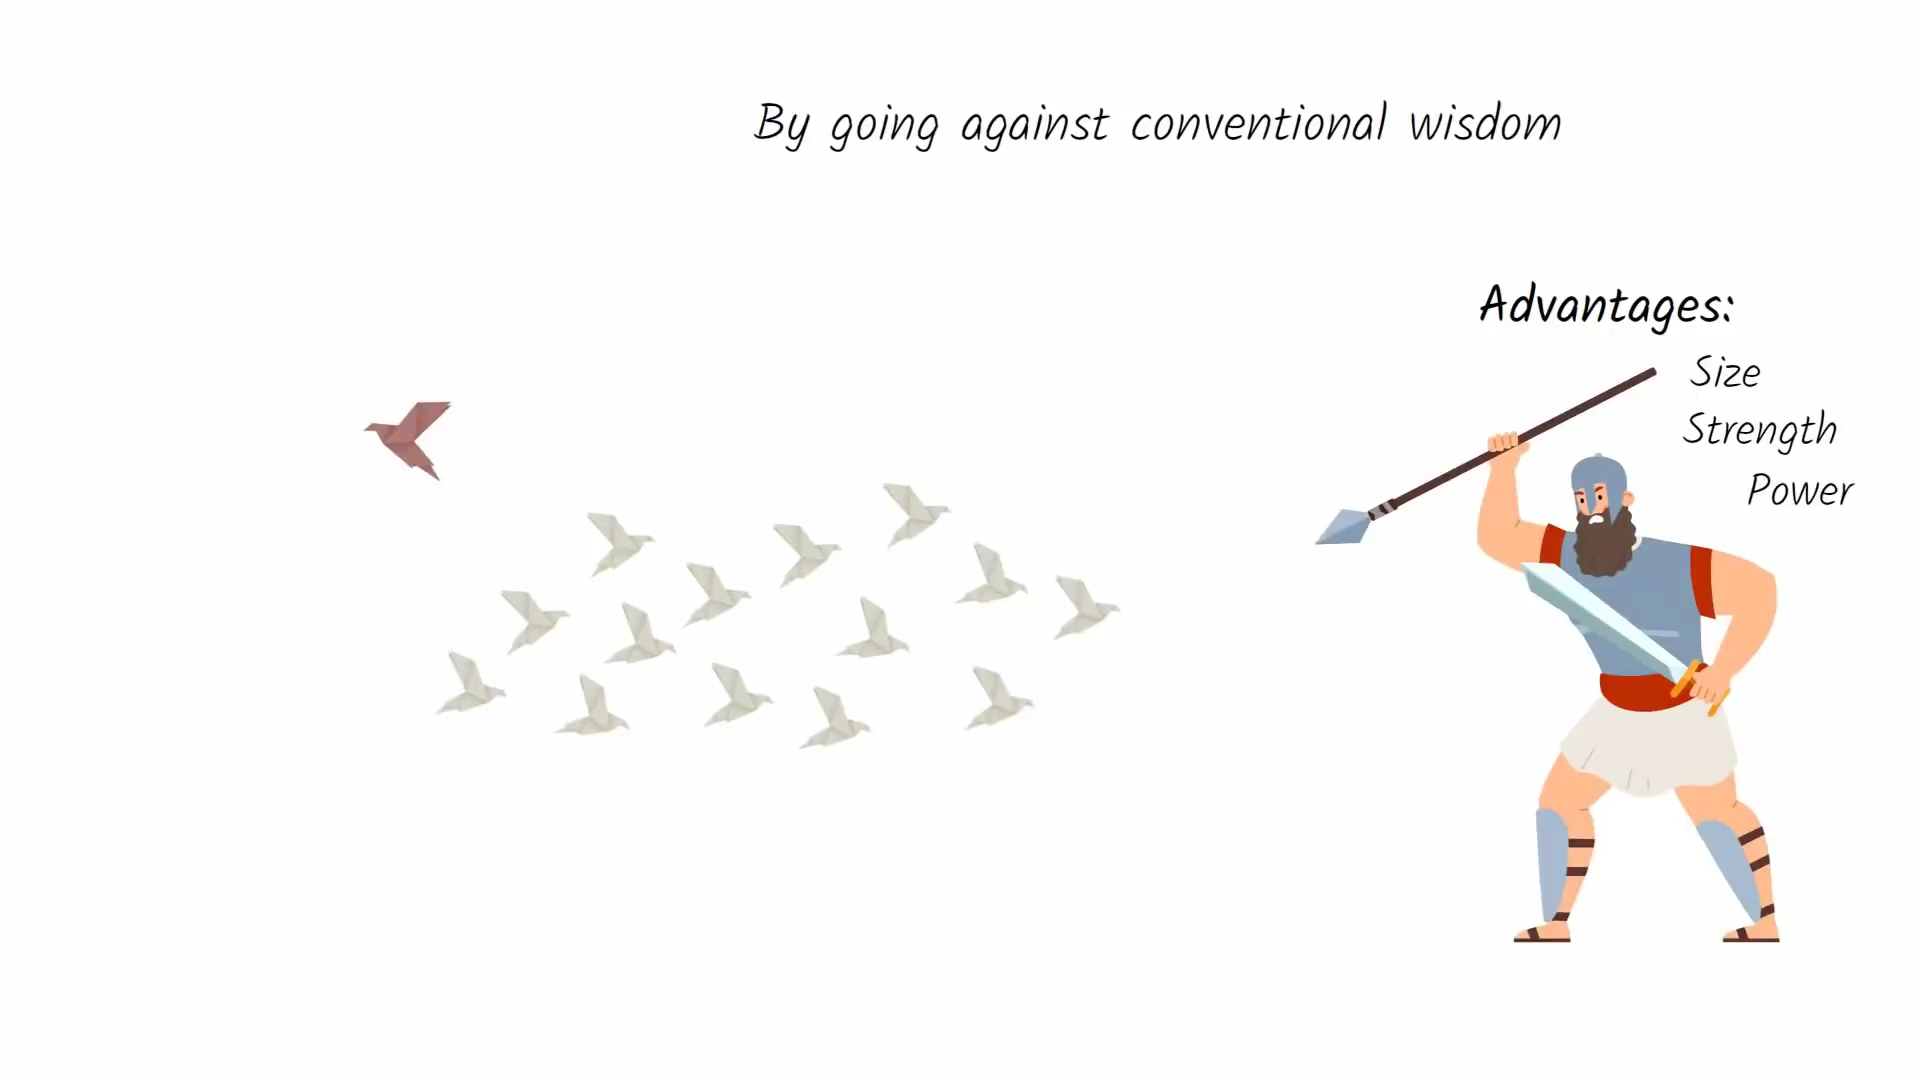 By going against conventional wisdom
Advantages:
Size
Strength
Power